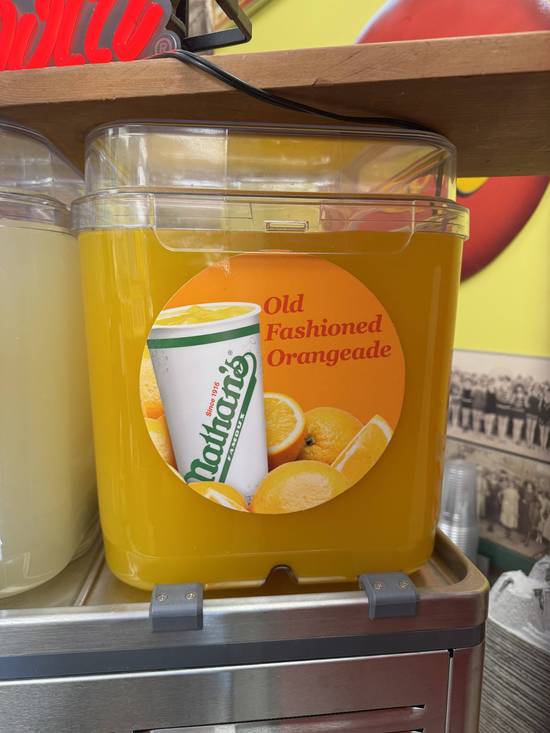 Old
Fashioned
Orangeade
Since 1916
Nathan's®
FAMOUS